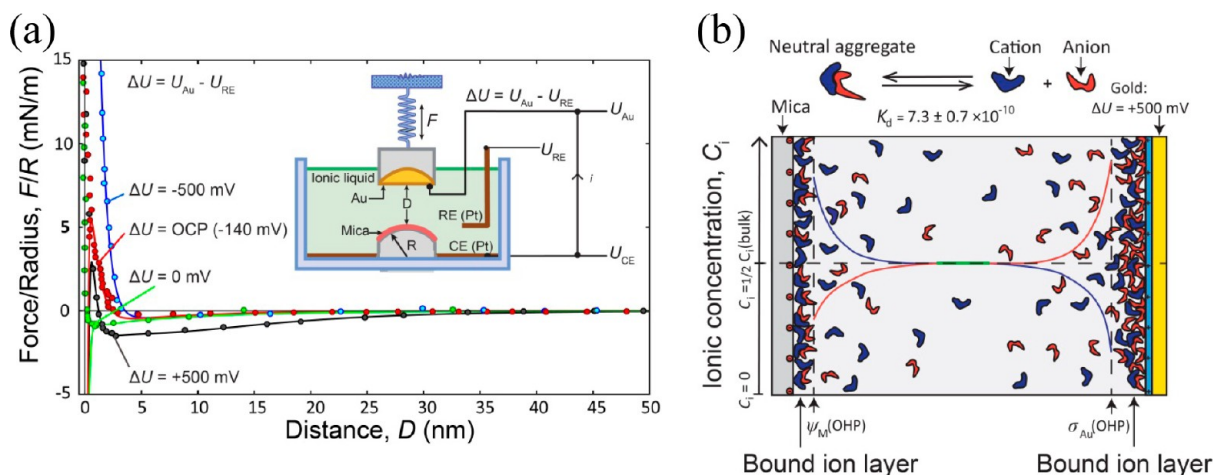 (a)
Force/Radius, F/R (mN/m)
15
10
5
0
-5
ΔU = U_Au - U_RE
ΔU = -500 mV
ΔU = OCP (-140 mV)
ΔU = 0 mV
ΔU = +500 mV
F
ΔU = U_Au - U_RE
U_Au
U_RE
Ionic liquid
Au
D
RE (Pt)
i
Mica
R
CE (Pt)
U_CE
0 5 10 15 20 25 30 35 40 45 50
Distance, D (nm)
(b)
Neutral aggregate
Cation
Anion
+
K_d = 7.3 ± 0.7 ×10⁻¹⁰
Gold:
ΔU = +500 mV
Mica
Ionic concentration, C_i
C_i = 0
C_i = 1/2 C_i(bulk)
ψ_M(OHP)
σ_Au(OHP)
Bound ion layer
Bound ion layer